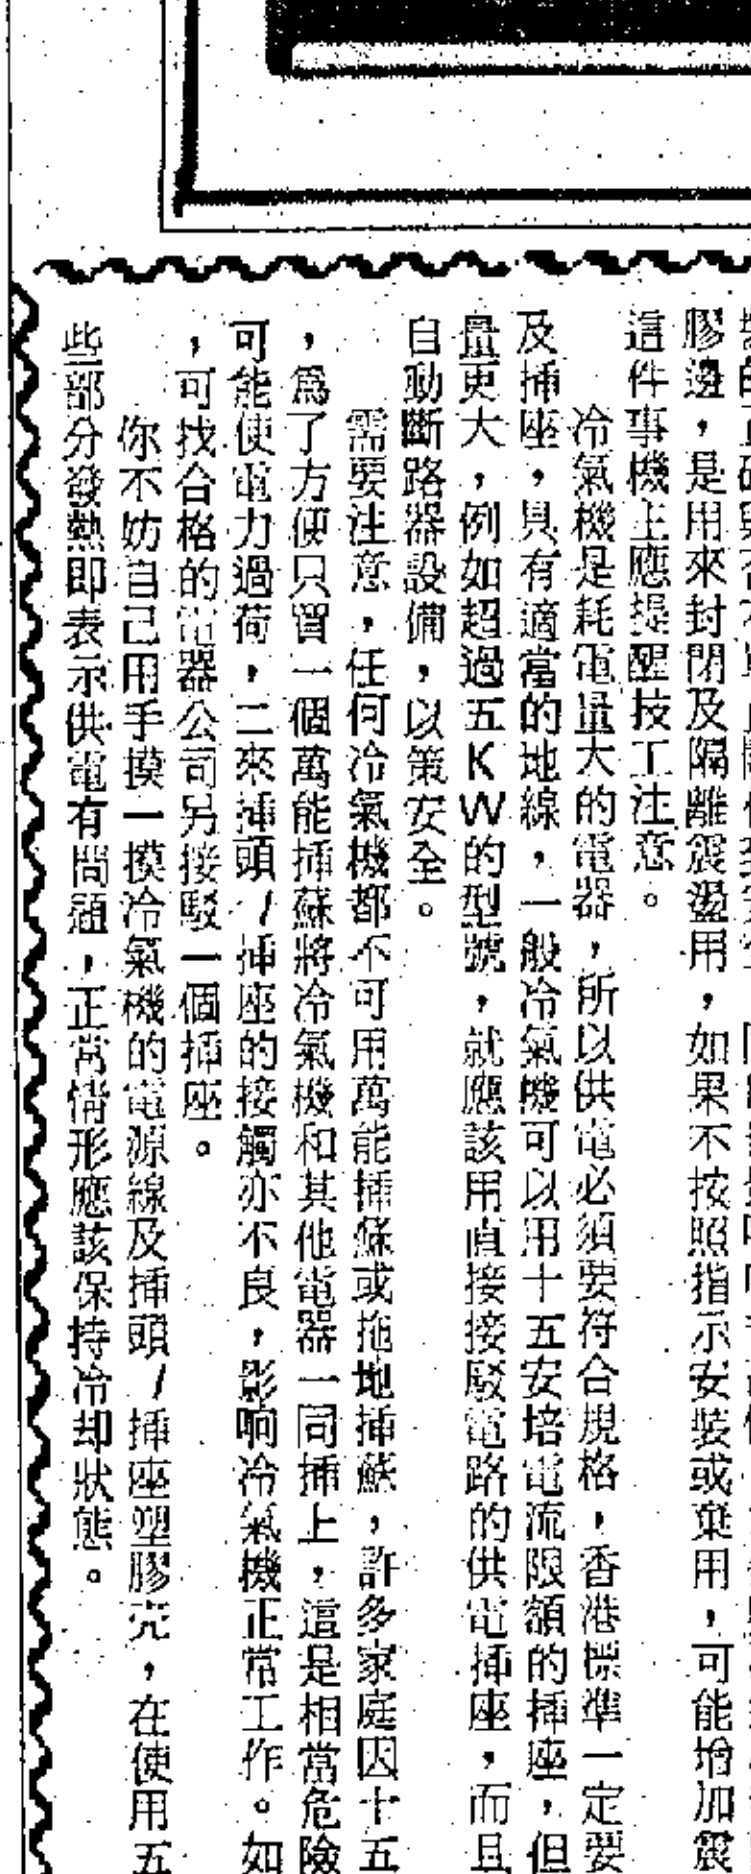 膠邊，是用來封閉及隔離震盪用，如果不按照指示安裝或棄用，可能增加震
這件事機上應提醒技工注意。
冷氣機是耗電量大的電器，所以供電必須要符合規格，香港標準一定要
及插座，具有適當的地線，一般冷氣機可以用十五安培電流限額的插座，但
量更大，例如超過五KW的型號，就應該用直接接駁電路的供電插座，而且
自動斷路器設備，以策安全。
需要注意，任何冷氣機都不可用萬能插蘇或拖地插蘇，許多家庭因十五
，爲了方便只買一個萬能插蘇將冷氣機和其他電器一同插上，這是相當危險
可能使電力過荷，二來插頭/插座的接觸亦不良，影响冷氣機正常工作。如
，可找合格的電器公司另接駁一個插座。
你不妨自己用手摸一摸冷氣機的電源線及插頭/插座塑膠壳，在使用五
些部分發熱即表示供電有問題，正常情形應該保持冷却狀態。